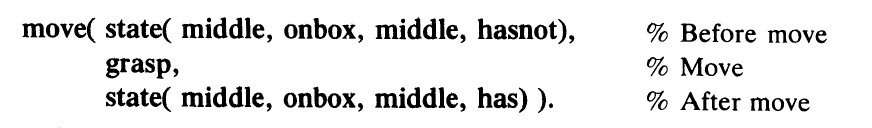 move( state( middle, onbox, middle, hasnot), % Before move
grasp, % Move
state( middle, onbox, middle, has) ). % After move